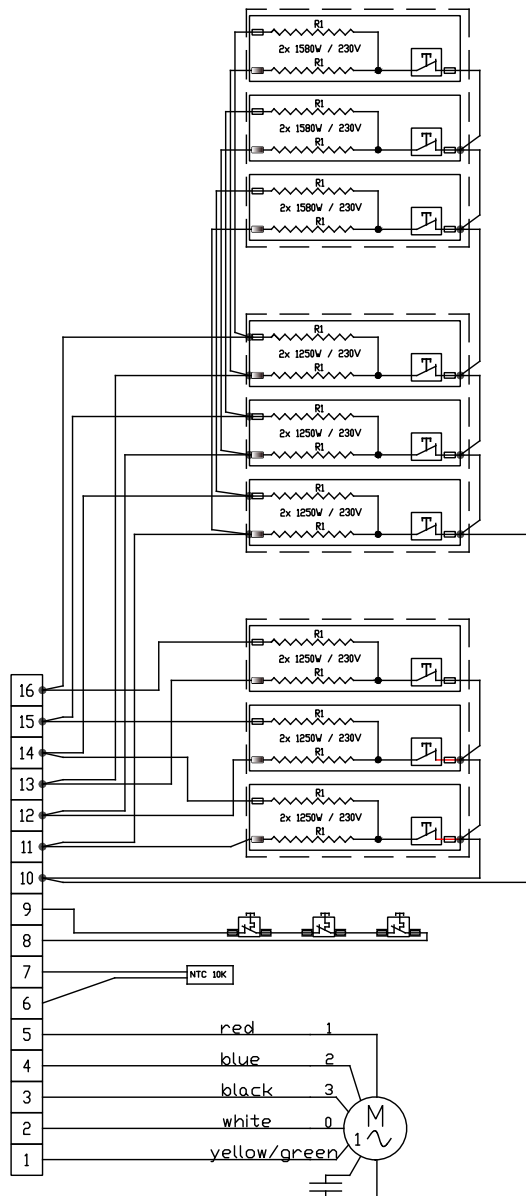 R1
2x 1580W / 230V
R1
R1
2x 1580W / 230V
R1
R1
2x 1580W / 230V
R1
R1
2x 1250W / 230V
R1
R1
2x 1250W / 230V
R1
R1
2x 1250W / 230V
R1
R1
2x 1250W / 230V
R1
R1
2x 1250W / 230V
R1
R1
2x 1250W / 230V
R1
16
15
14
13
12
11
10
9
8
7
NTC 10K
6
5 red 1
4 blue 2
3 black 3
2 white 0
1 yellow/green
M
1